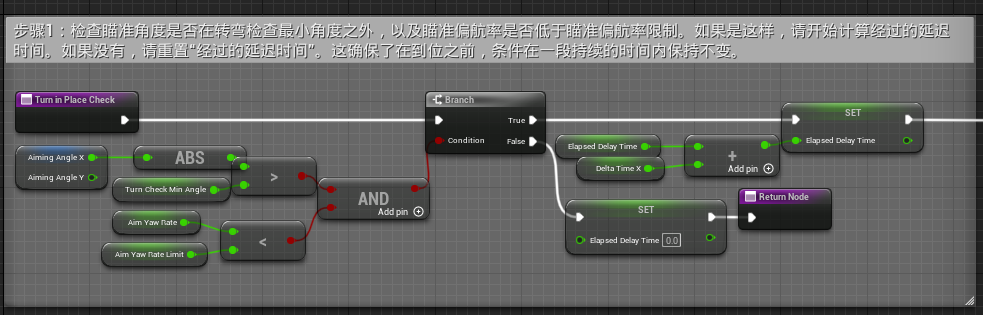 步骤1：检查瞄准角度是否在转弯检查最小角度之外，以及瞄准偏航率是否低于瞄准偏航率限制。如果是这样，请开始计算经过的延迟
时间。如果没有，请重置"经过的延迟时间"。这确保了在到位之前，条件在一段持续的时间内保持不变。
Turn in Place Check
Branch
True
Condition
False
SET
Elapsed Delay Time
Elapsed Delay Time
Delta Time X
+
Add pin
Aiming Angle X
Aiming Angle Y
ABS
Turn Check Min Angle
>
AND
Add pin
Aim Yaw Rate
Aim Yaw Rate Limit
<
SET
Elapsed Delay Time 0.0
Return Node